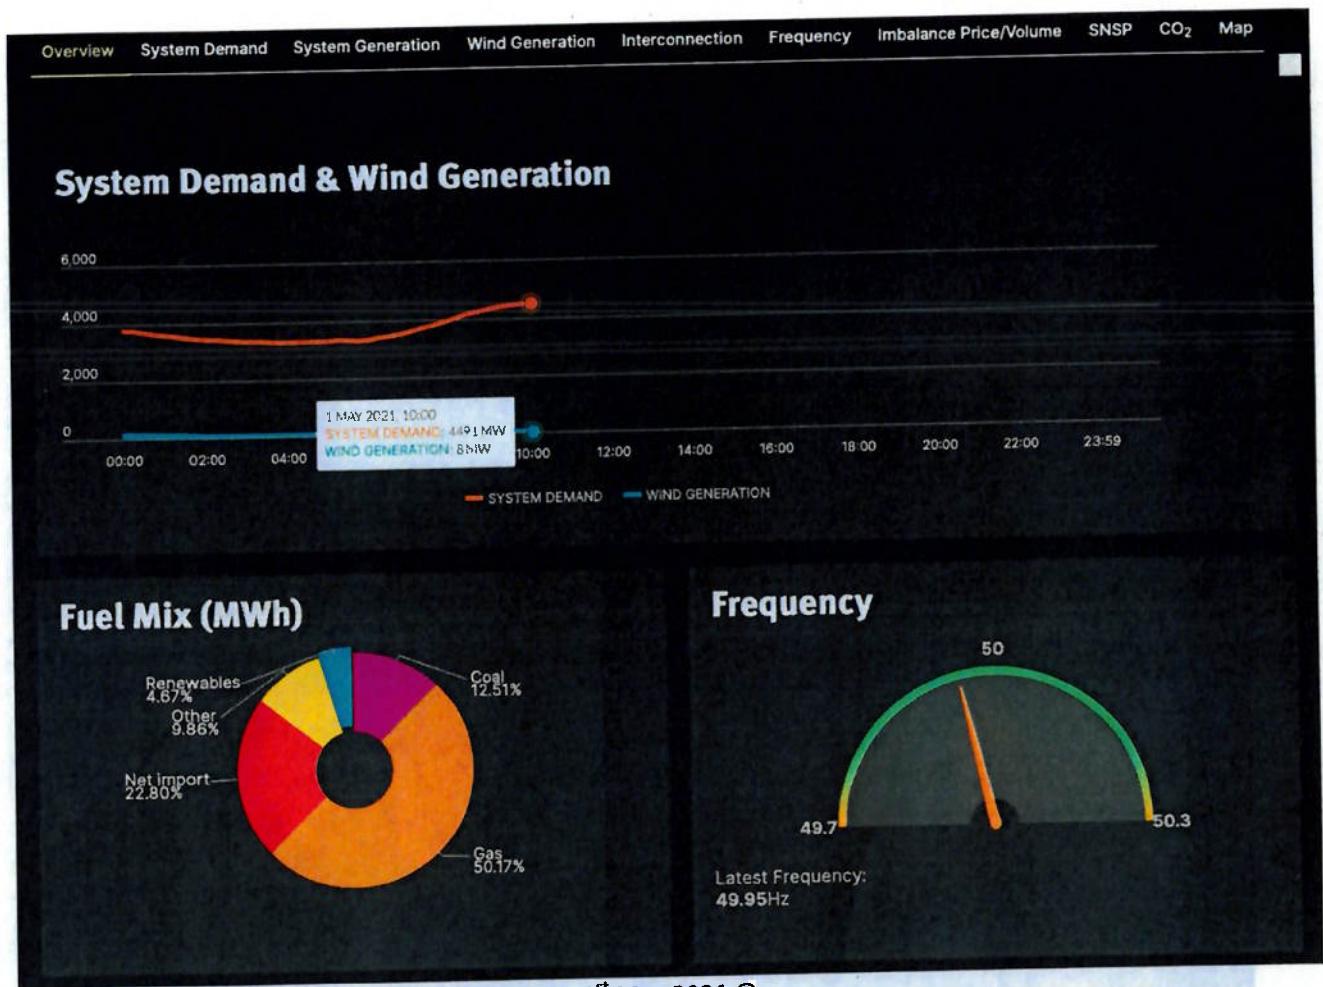 Overview System Demand System Generation Wind Generation Interconnection Frequency Imbalance Price/Volume SNSP CO₂ Map
System Demand & Wind Generation
6,000
4,000
2,000
0
1 MAY 2021, 10:00
SYSTEM DEMAND: 4491 MW
WIND GENERATION: 8 MW
00:00 02:00 04:00 10:00 12:00 14:00 16:00 18:00 20:00 22:00 23:59
SYSTEM DEMAND WIND GENERATION
Fuel Mix (MWh)
Renewables
4.67%
Other
9.86%
Net import
22.80%
Coal
12.51%
Gas
50.17%
Frequency
50
49.7
50.3
Latest Frequency:
49.95Hz